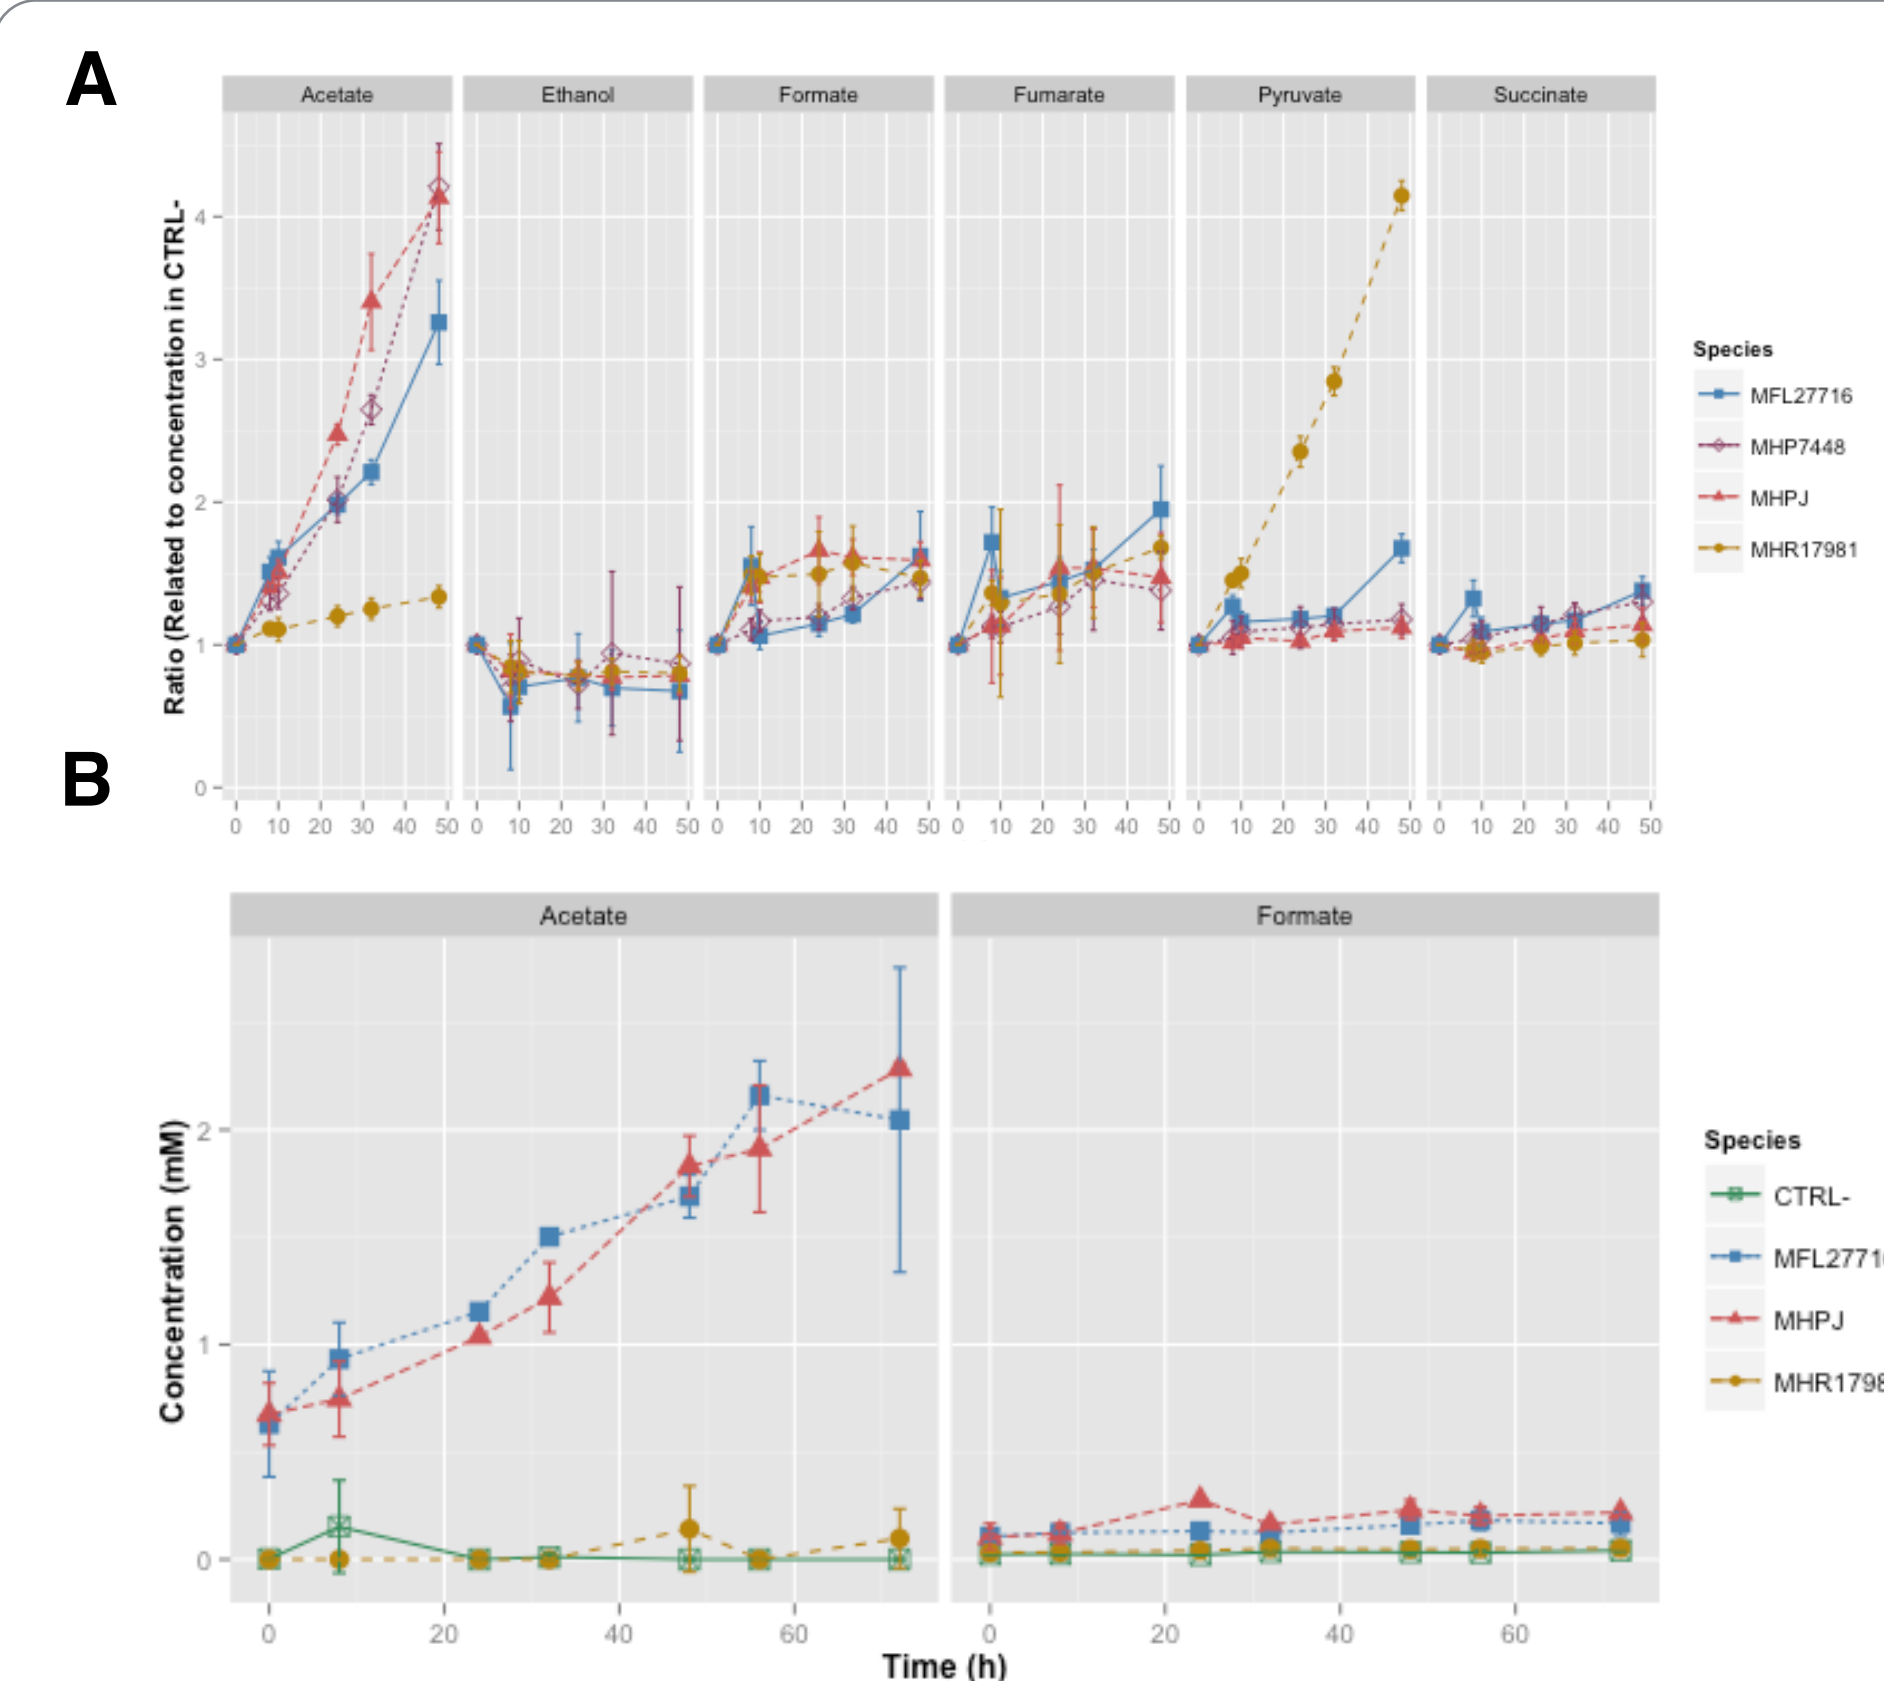 A
Acetate Ethanol Formate Fumarate Pyruvate Succinate
Ratio (Related to concentration in CTRL-
4
3
2
1
0
0 10 20 30 40 50 0 10 20 30 40 50 0 10 20 30 40 50 0 10 20 30 40 50 0 10 20 30 40 50 0 10 20 30 40 50
Species
MFL27716
MHP7448
MHPJ
MHR17981
B
Acetate Formate
Concentration (mM)
2
1
0
0 20 40 60 0 20 40 60
Time (h)
Species
CTRL-
MFL2771
MHPJ
MHR1798